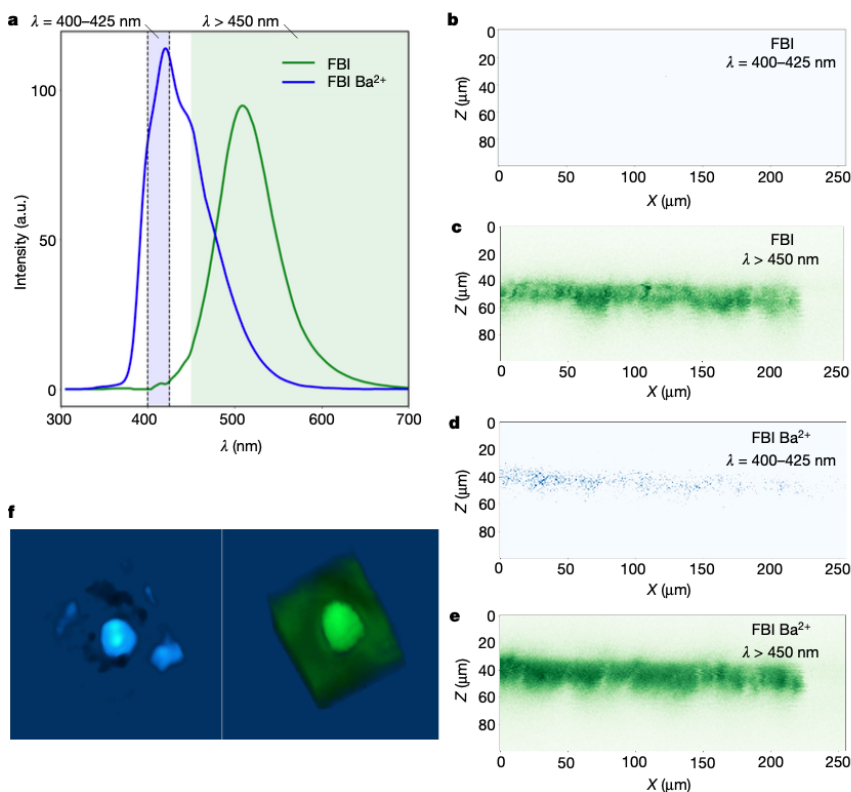 a
λ = 400–425 nm
λ > 450 nm
FBI
FBI Ba²⁺
100
50
0
Intensity (a.u.)
300
400
500
600
700
λ (nm)
b
FBI
λ = 400–425 nm
0
20
40
60
80
Z (μm)
0
50
100
150
200
250
X (μm)
c
FBI
λ > 450 nm
0
20
40
60
80
Z (μm)
0
50
100
150
200
250
X (μm)
d
FBI Ba²⁺
λ = 400–425 nm
0
20
40
60
80
Z (μm)
0
50
100
150
200
250
X (μm)
e
FBI Ba²⁺
λ > 450 nm
0
20
40
60
80
Z (μm)
0
50
100
150
200
250
X (μm)
f